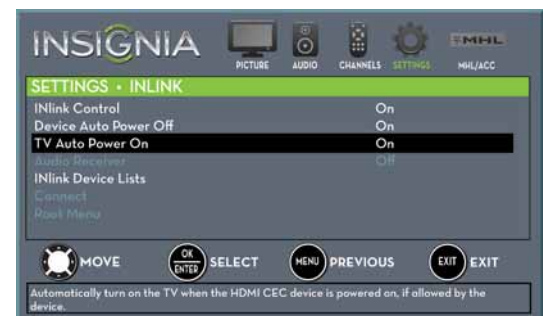 INSIGNIA
PICTURE AUDIO CHANNELS SETTINGS MHL MHL/ACC
SETTINGS • INLINK
INlink Control On
Device Auto Power Off On
TV Auto Power On On
Audio Receiver Off
INlink Device Lists
Connect
Root Menu
MOVE OK ENTER SELECT MENU PREVIOUS EXIT EXIT
Automatically turn on the TV when the HDMI CEC device is powered on, if allowed by the
device.